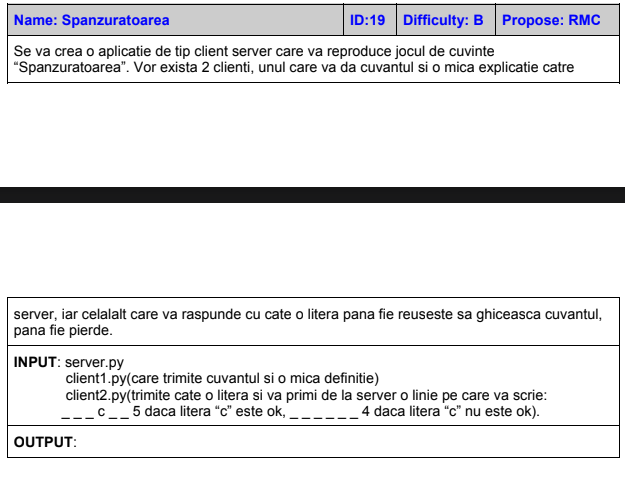 Name: Spanzuratoarea ID:19 Difficulty: B Propose: RMC
Se va crea o aplicatie de tip client server care va reproduce jocul de cuvinte
“Spanzuratoarea”. Vor exista 2 clienti, unul care va da cuvantul si o mica explicatie catre
server, iar celalalt care va raspunde cu cate o litera pana fie reuseste sa ghiceasca cuvantul,
pana fie pierde.
INPUT: server.py
client1.py(care trimite cuvantul si o mica definitie)
client2.py(trimite cate o litera si va primi de la server o linie pe care va scrie:
_ _ _ c _ _ 5 daca litera “c” este ok, _ _ _ _ _ _ 4 daca litera “c” nu este ok).
OUTPUT: